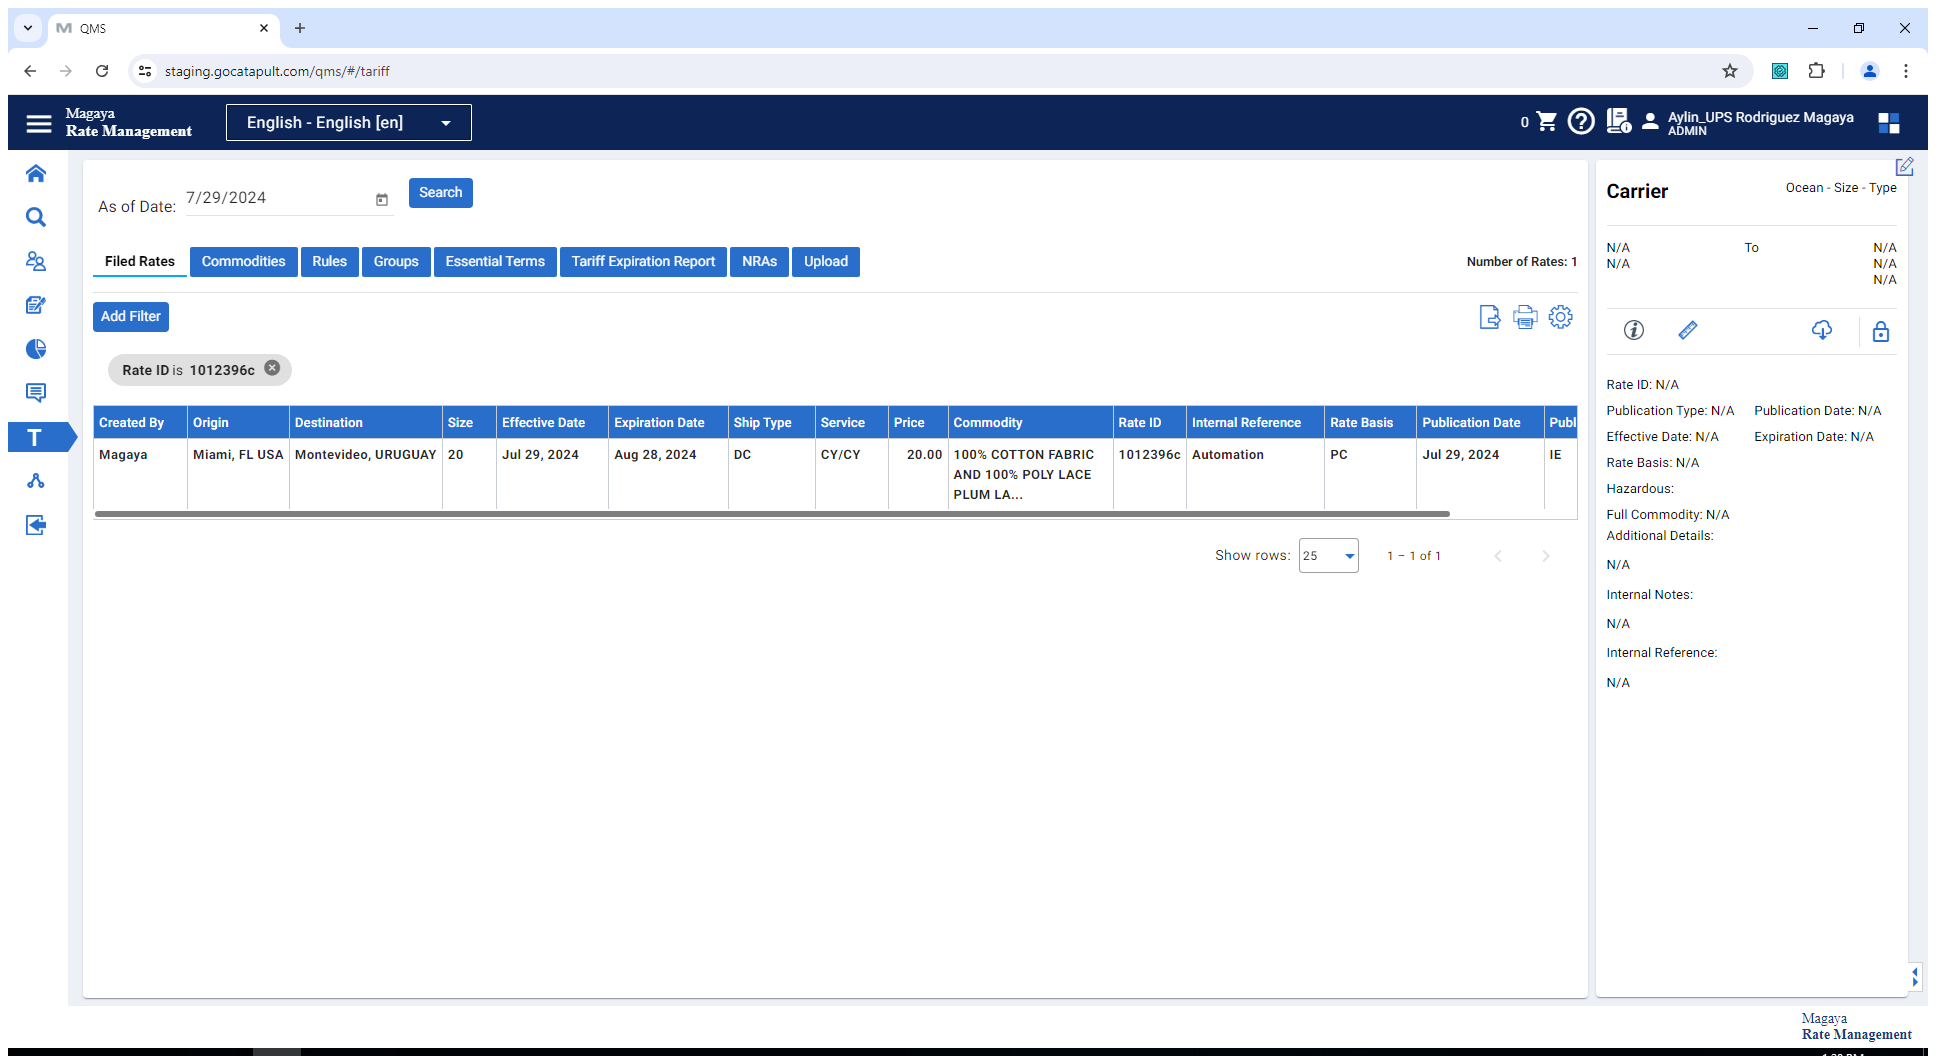 QMS
staging.gocatapult.com/qms/#/tariff
Magaya
Rate Management
English - English [en]
0
Aylin_UPS Rodriguez Magaya
ADMIN
As of Date:
7/29/2024
Search
Filed Rates
Commodities
Rules
Groups
Essential Terms
Tariff Expiration Report
NRAs
Upload
Number of Rates: 1
Add Filter
Rate ID is 1012396c
Created By Origin Destination Size Effective Date Expiration Date Ship Type Service Price Commodity Rate ID Internal Reference Rate Basis Publication Date Publ
Magaya Miami, FL USA Montevideo, URUGUAY 20 Jul 29, 2024 Aug 28, 2024 DC CY/CY 20.00 100% COTTON FABRIC 1012396c Automation PC Jul 29, 2024 IE
AND 100% POLY LACE
PLUM LA...
Show rows: 25 1 – 1 of 1
T
Carrier
Ocean - Size - Type
N/A To N/A
N/A N/A
N/A
Rate ID: N/A
Publication Type: N/A Publication Date: N/A
Effective Date: N/A Expiration Date: N/A
Rate Basis: N/A
Hazardous:
Full Commodity: N/A
Additional Details:
N/A
Internal Notes:
N/A
Internal Reference:
N/A
Magaya
Rate Management